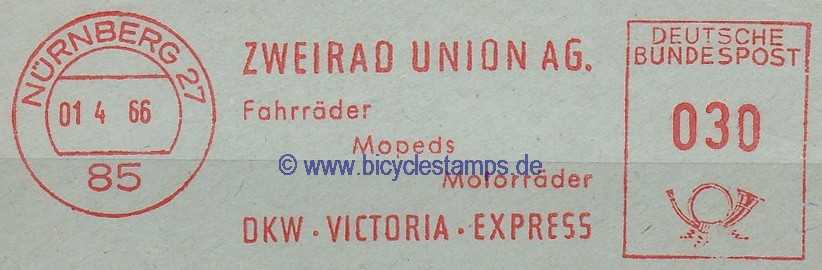 NÜRNBERG 27
01 4 66
85
ZWEIRAD UNION AG.
Fahrräder
Mopeds
© www.bicyclestamps.de
Motorräder
DKW · VICTORIA · EXPRESS
DEUTSCHE
BUNDESPOST
030